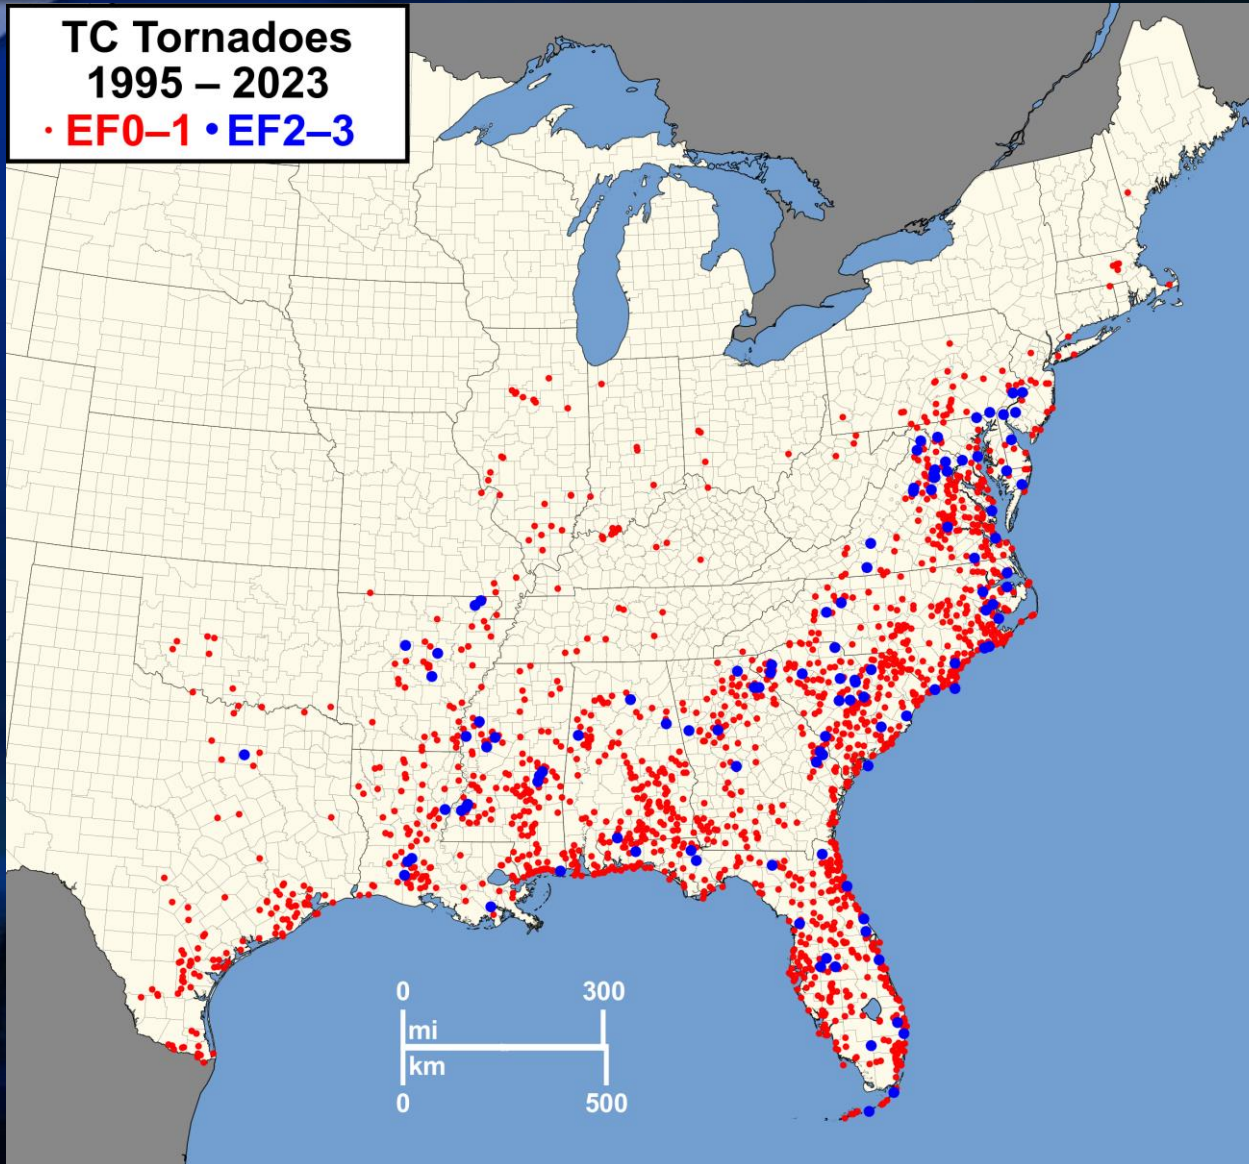 TC Tornadoes
1995 – 2023
• EF0–1 • EF2–3
0 300
mi
km
0 500